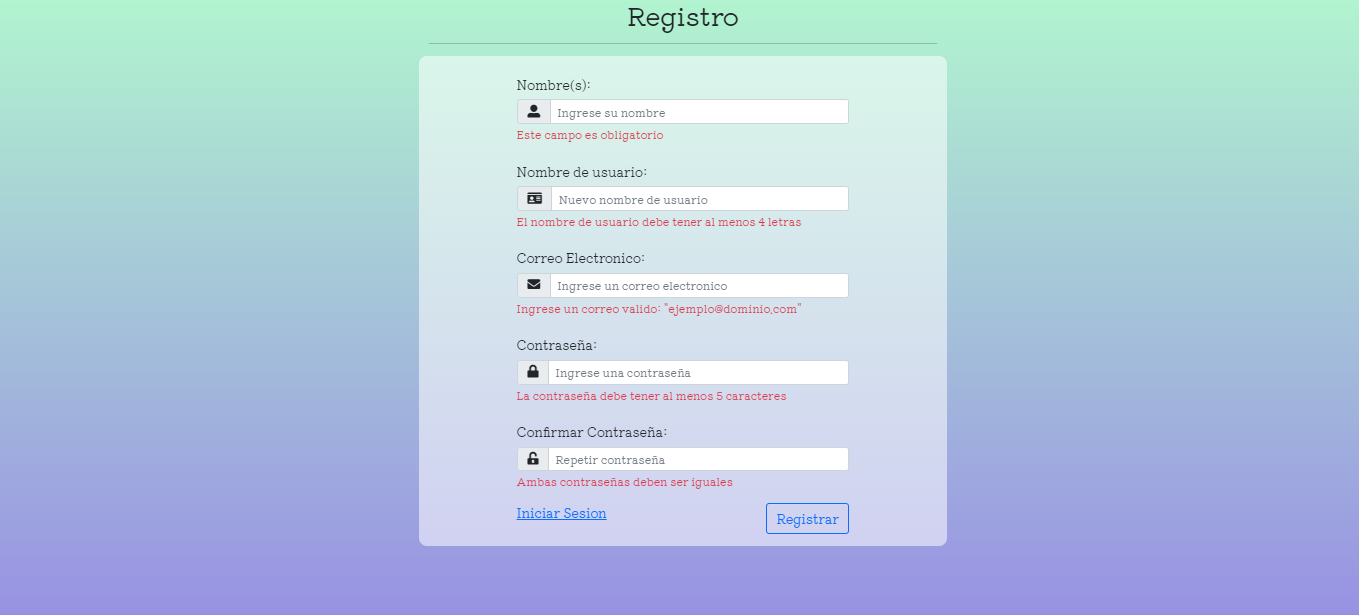 Registro
Nombre(s):
Ingrese su nombre
Este campo es obligatorio
Nombre de usuario:
Nuevo nombre de usuario
El nombre de usuario debe tener al menos 4 letras
Correo Electronico:
Ingrese un correo electronico
Ingrese un correo valido: "ejemplo@dominio.com"
Contraseña:
Ingrese una contraseña
La contraseña debe tener al menos 5 caracteres
Confirmar Contraseña:
Repetir contraseña
Ambas contraseñas deben ser iguales
Iniciar Sesion
Registrar